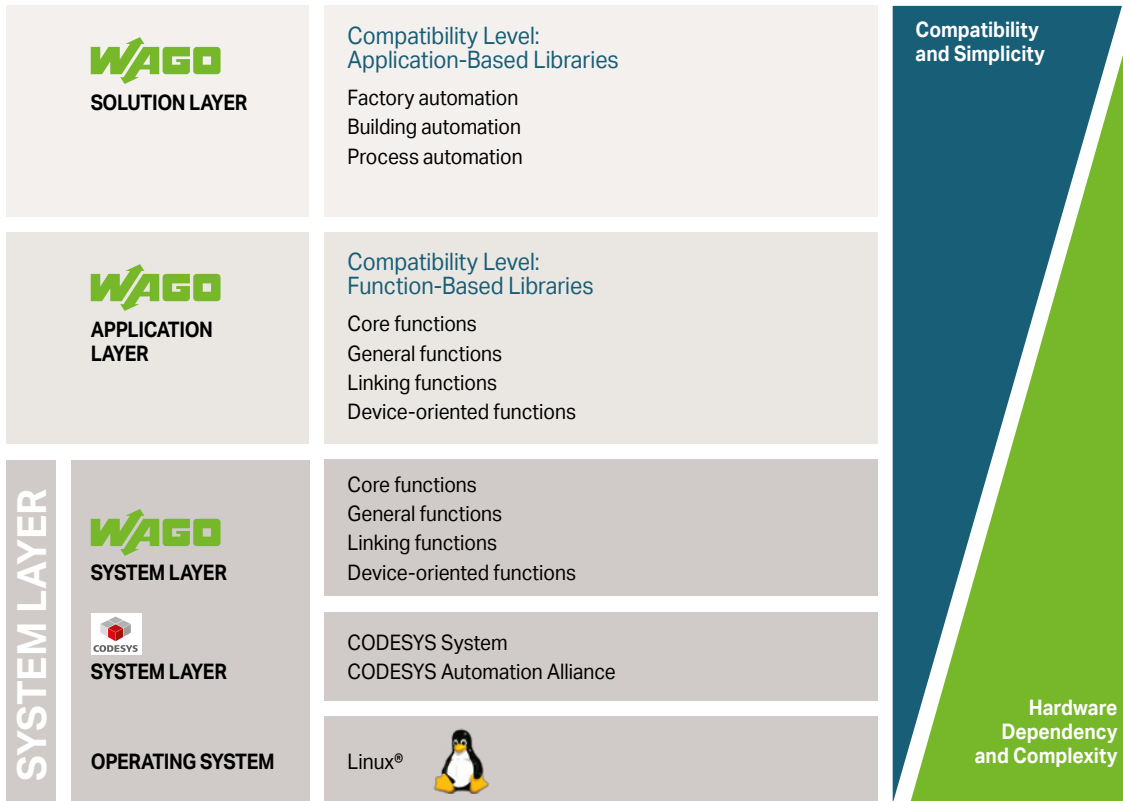 WAGO
SOLUTION LAYER
Compatibility Level:
Application-Based Libraries
Factory automation
Building automation
Process automation
WAGO
APPLICATION
LAYER
Compatibility Level:
Function-Based Libraries
Core functions
General functions
Linking functions
Device-oriented functions
SYSTEM LAYER
WAGO
SYSTEM LAYER
Core functions
General functions
Linking functions
Device-oriented functions
CODESYS
SYSTEM LAYER
CODESYS System
CODESYS Automation Alliance
OPERATING SYSTEM
Linux®
Compatibility
and Simplicity
Hardware
Dependency
and Complexity